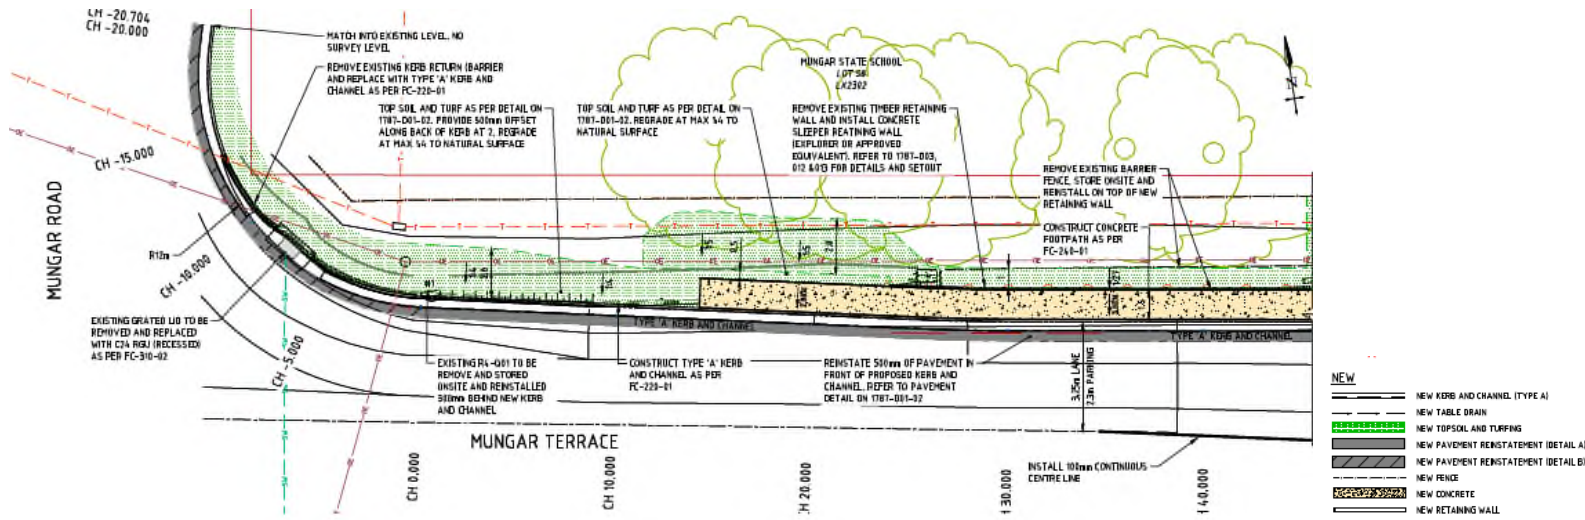 CH -20.704
CH -20.000
MATCH INTO EXISTING LEVEL. NO
SURVEY LEVEL
REMOVE EXISTING KERB RETURN (BARRIER
AND REPLACE WITH TYPE 'A' KERB AND
CHANNEL AS PER FC-220-01
TOP SOIL AND TURF AS PER DETAIL ON
1787-D01-02. PROVIDE 500mm OFFSET
ALONG BACK OF KERB AT 2, REGRADE
AT MAX 1:4 TO NATURAL SURFACE
TOP SOIL AND TURF AS PER DETAIL ON
1787-D01-02. REGRADE AT MAX 1:4 TO
NATURAL SURFACE
MUNGAR STATE SCHOOL
LOT 56
LX2302
REMOVE EXISTING TIMBER RETAINING
WALL AND INSTALL CONCRETE
SLEEPER REATINING WALL
(EXPLORER OR APPROVED
EQUIVALENT). REFER TO 1787-D03,
012 &013 FOR DETAILS AND SETOUT
REMOVE EXISTING BARRIER
FENCE, STORE ONSITE AND
REINSTALL ON TOP OF NEW
RETAINING WALL
CONSTRUCT CONCRETE
FOOTPATH AS PER
FC-240-01
N
CH -15.000
MUNGAR ROAD
R12m
CH -10.000
EXISTING GRATED LID TO BE
REMOVED AND REPLACED
WITH C24 RGU (RECESSED)
AS PER FC-310-02
CH -5.000
TYPE 'A' KERB AND CHANNEL
TYPE 'A' KERB AND CHANNEL
EXISTING R4-Q01 TO BE
REMOVE AND STORED
ONSITE AND REINSTALLED
300mm BEHIND NEW KERB
AND CHANNEL
CONSTRUCT TYPE 'A' KERB
AND CHANNEL AS PER
FC-220-01
REINSTATE 500mm OF PAVEMENT IN
FRONT OF PROPOSED KERB AND
CHANNEL. REFER TO PAVEMENT
DETAIL ON 1787-D01-02
3.25m LANE
2.3m PARKING
MUNGAR TERRACE
INSTALL 100mm CONTINUOUS
CENTRE LINE
CH 0.000
CH 10.000
CH 20.000
30.000
40.000
NEW
NEW KERB AND CHANNEL (TYPE A)
NEW TABLE DRAIN
NEW TOPSOIL AND TURFING
NEW PAVEMENT REINSTATEMENT (DETAIL A)
NEW PAVEMENT REINSTATEMENT (DETAIL B)
NEW FENCE
NEW CONCRETE
NEW RETAINING WALL